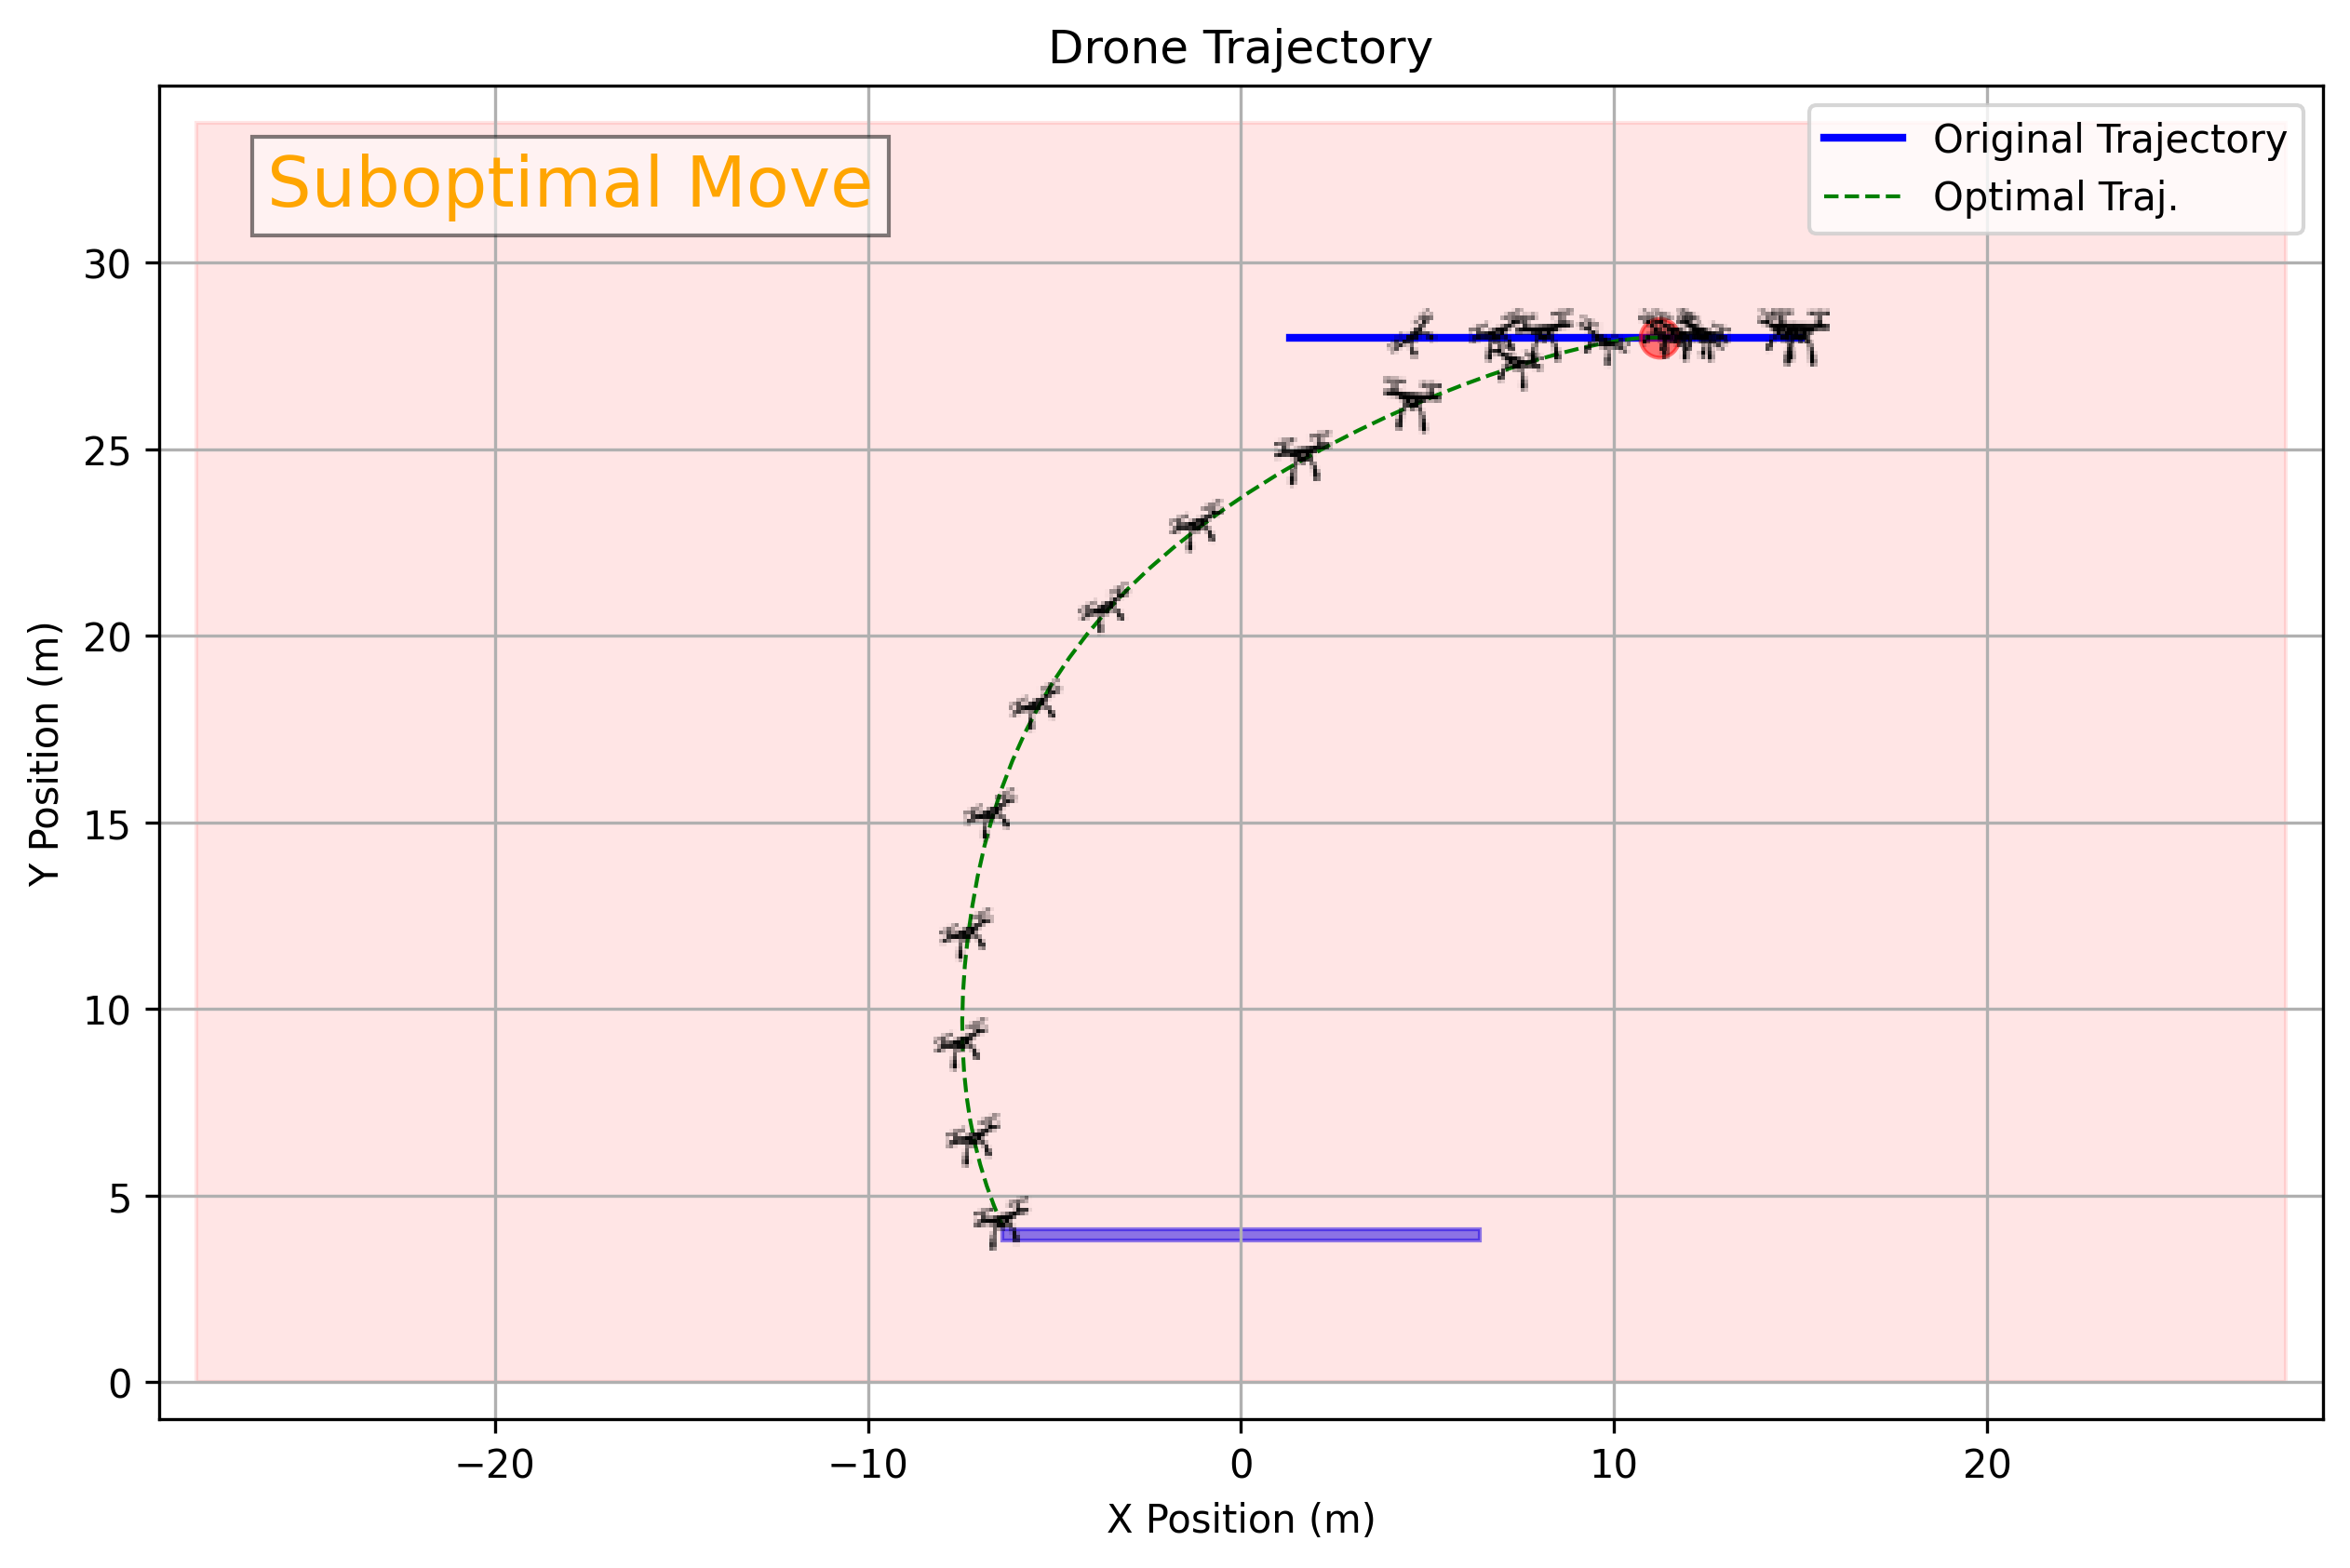 Drone Trajectory
Suboptimal Move
Original Trajectory
Optimal Traj.
Y Position (m)
30
25
20
15
10
5
0
−20
−10
0
10
20
X Position (m)